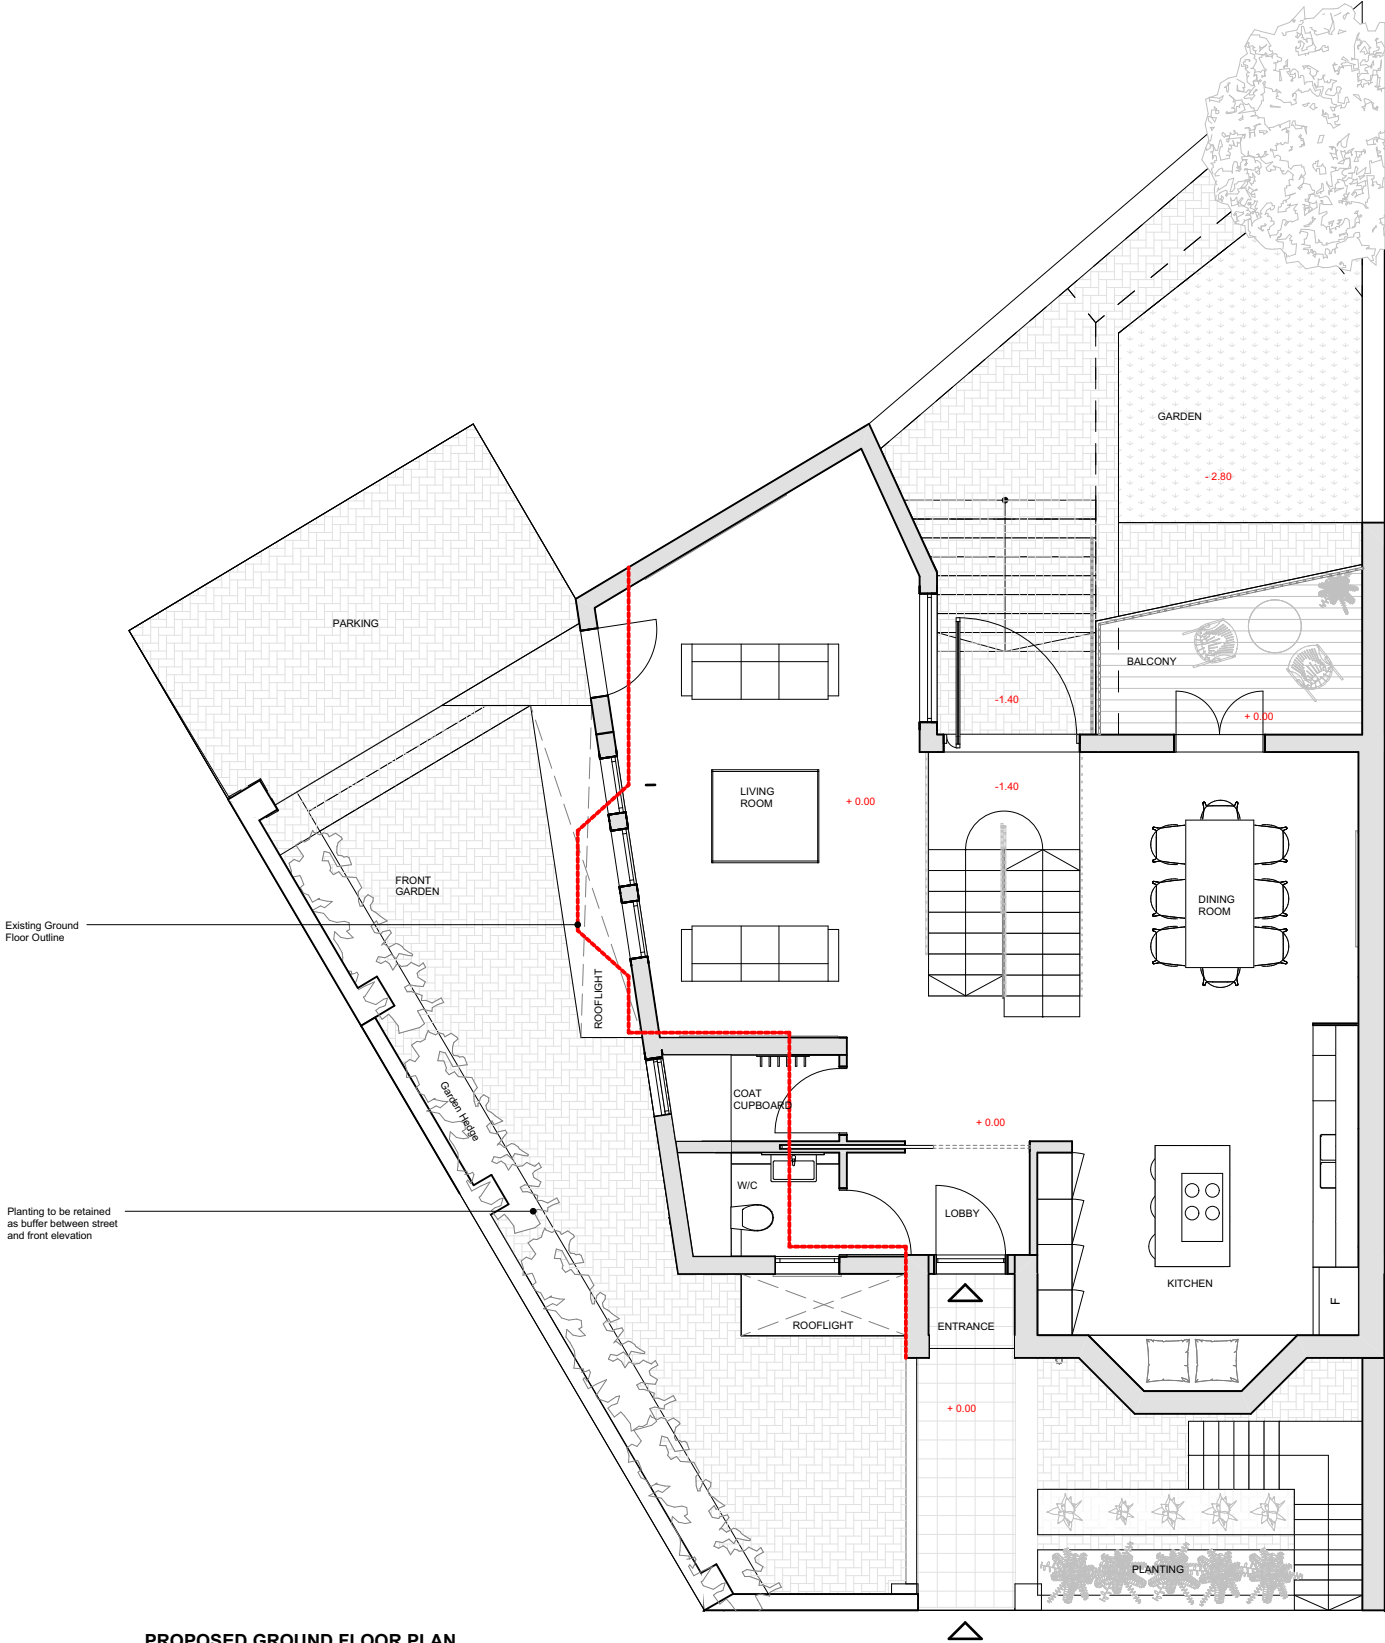 GARDEN
- 2.80
PARKING
BALCONY
-1.40
+ 0.00
-1.40
LIVING
ROOM
+ 0.00
FRONT
GARDEN
DINING
ROOM
Existing Ground
Floor Outline
ROOFLIGHT
COAT
CUPBOARD
Garden Hedge
+ 0.00
W/C
LOBBY
Planting to be retained
as buffer between street
and front elevation
KITCHEN
F
ROOFLIGHT
ENTRANCE
+ 0.00
PLANTING
PROPOSED GROUND FLOOR PLAN